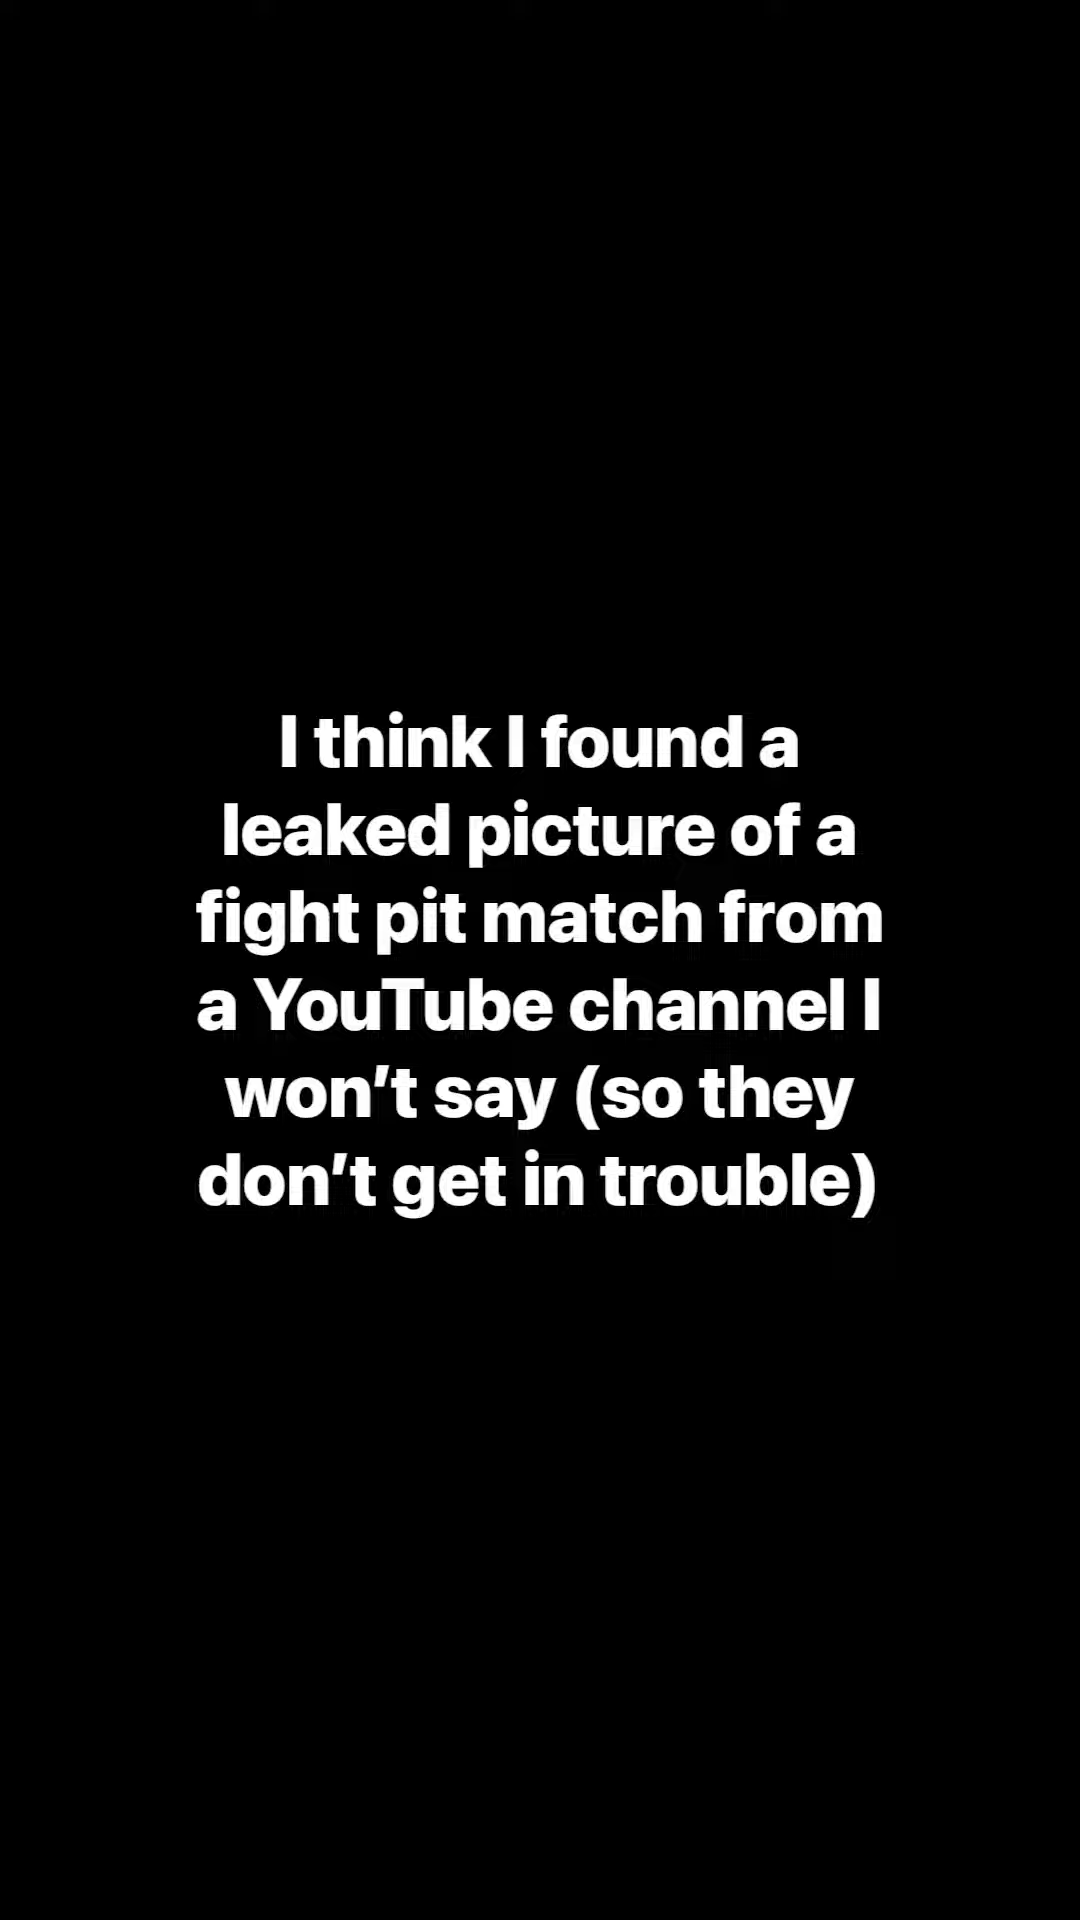 I think I found a
leaked picture of a
fight pit match from
a YouTube channel I
won’t say (so they
don’t get in trouble)